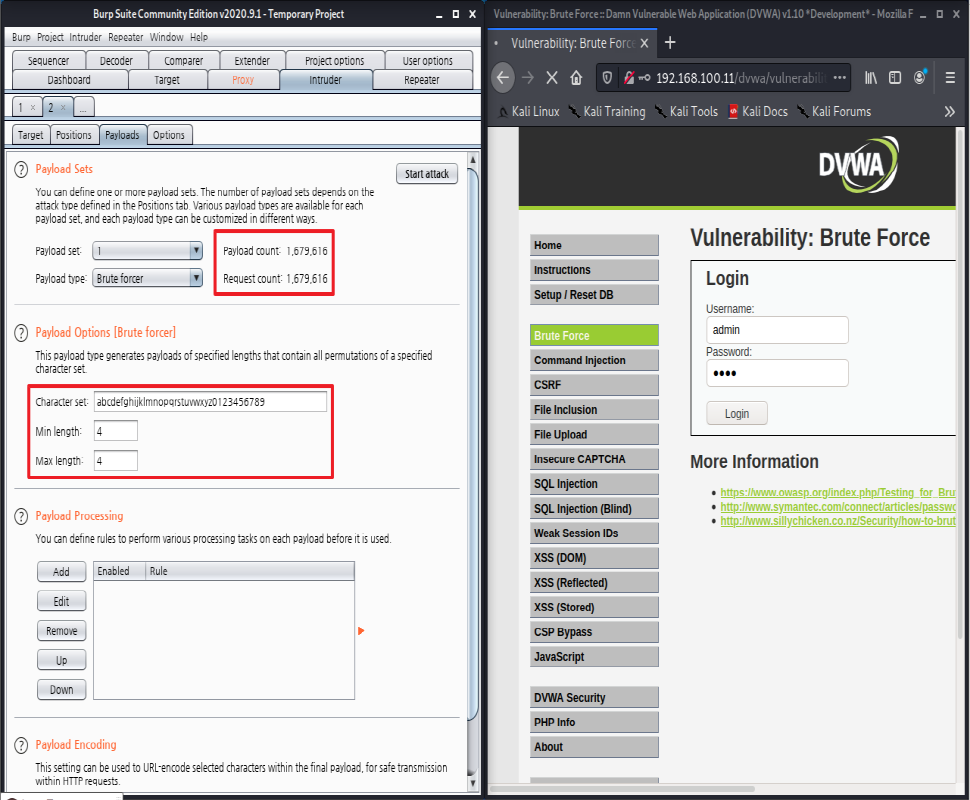 Burp Suite Community Edition v2020.9.1 - Temporary Project
Burp Project Intruder Repeater Window Help
Sequencer Decoder Comparer Extender Project options User options
Dashboard Target Proxy Intruder Repeater
1 × 2 × ...
Target Positions Payloads Options
? Payload Sets
Start attack
You can define one or more payload sets. The number of payload sets depends on the
attack type defined in the Positions tab. Various payload types are available for each
payload set, and each payload type can be customized in different ways.
Payload set: 1 Payload count: 1,679,616
Payload type: Brute forcer Request count: 1,679,616
? Payload Options [Brute forcer]
This payload type generates payloads of specified lengths that contain all permutations of a specified
character set.
Character set: abcdefghijklmnopqrstuvwxyz0123456789
Min length: 4
Max length: 4
? Payload Processing
You can define rules to perform various processing tasks on each payload before it is used.
Add Enabled Rule
Edit
Remove
Up
Down
? Payload Encoding
This setting can be used to URL-encode selected characters within the final payload, for safe transmission
within HTTP requests.
Vulnerability: Brute Force :: Damn Vulnerable Web Application (DVWA) v1.10 *Development* - Mozilla F
Vulnerability: Brute Forc × +
192.168.100.11/dvwa/vulnerabili ...
Kali Linux Kali Training Kali Tools Kali Docs Kali Forums »
DVWA
Home
Instructions
Setup / Reset DB
Brute Force
Command Injection
CSRF
File Inclusion
File Upload
Insecure CAPTCHA
SQL Injection
SQL Injection (Blind)
Weak Session IDs
XSS (DOM)
XSS (Reflected)
XSS (Stored)
CSP Bypass
JavaScript
DVWA Security
PHP Info
About
Vulnerability: Brute Force
Login
Username:
admin
Password:
••••
Login
More Information
• https://www.owasp.org/index.php/Testing_for_Bru
• http://www.symantec.com/connect/articles/passwo
• http://www.sillychicken.co.nz/Security/how-to-brut